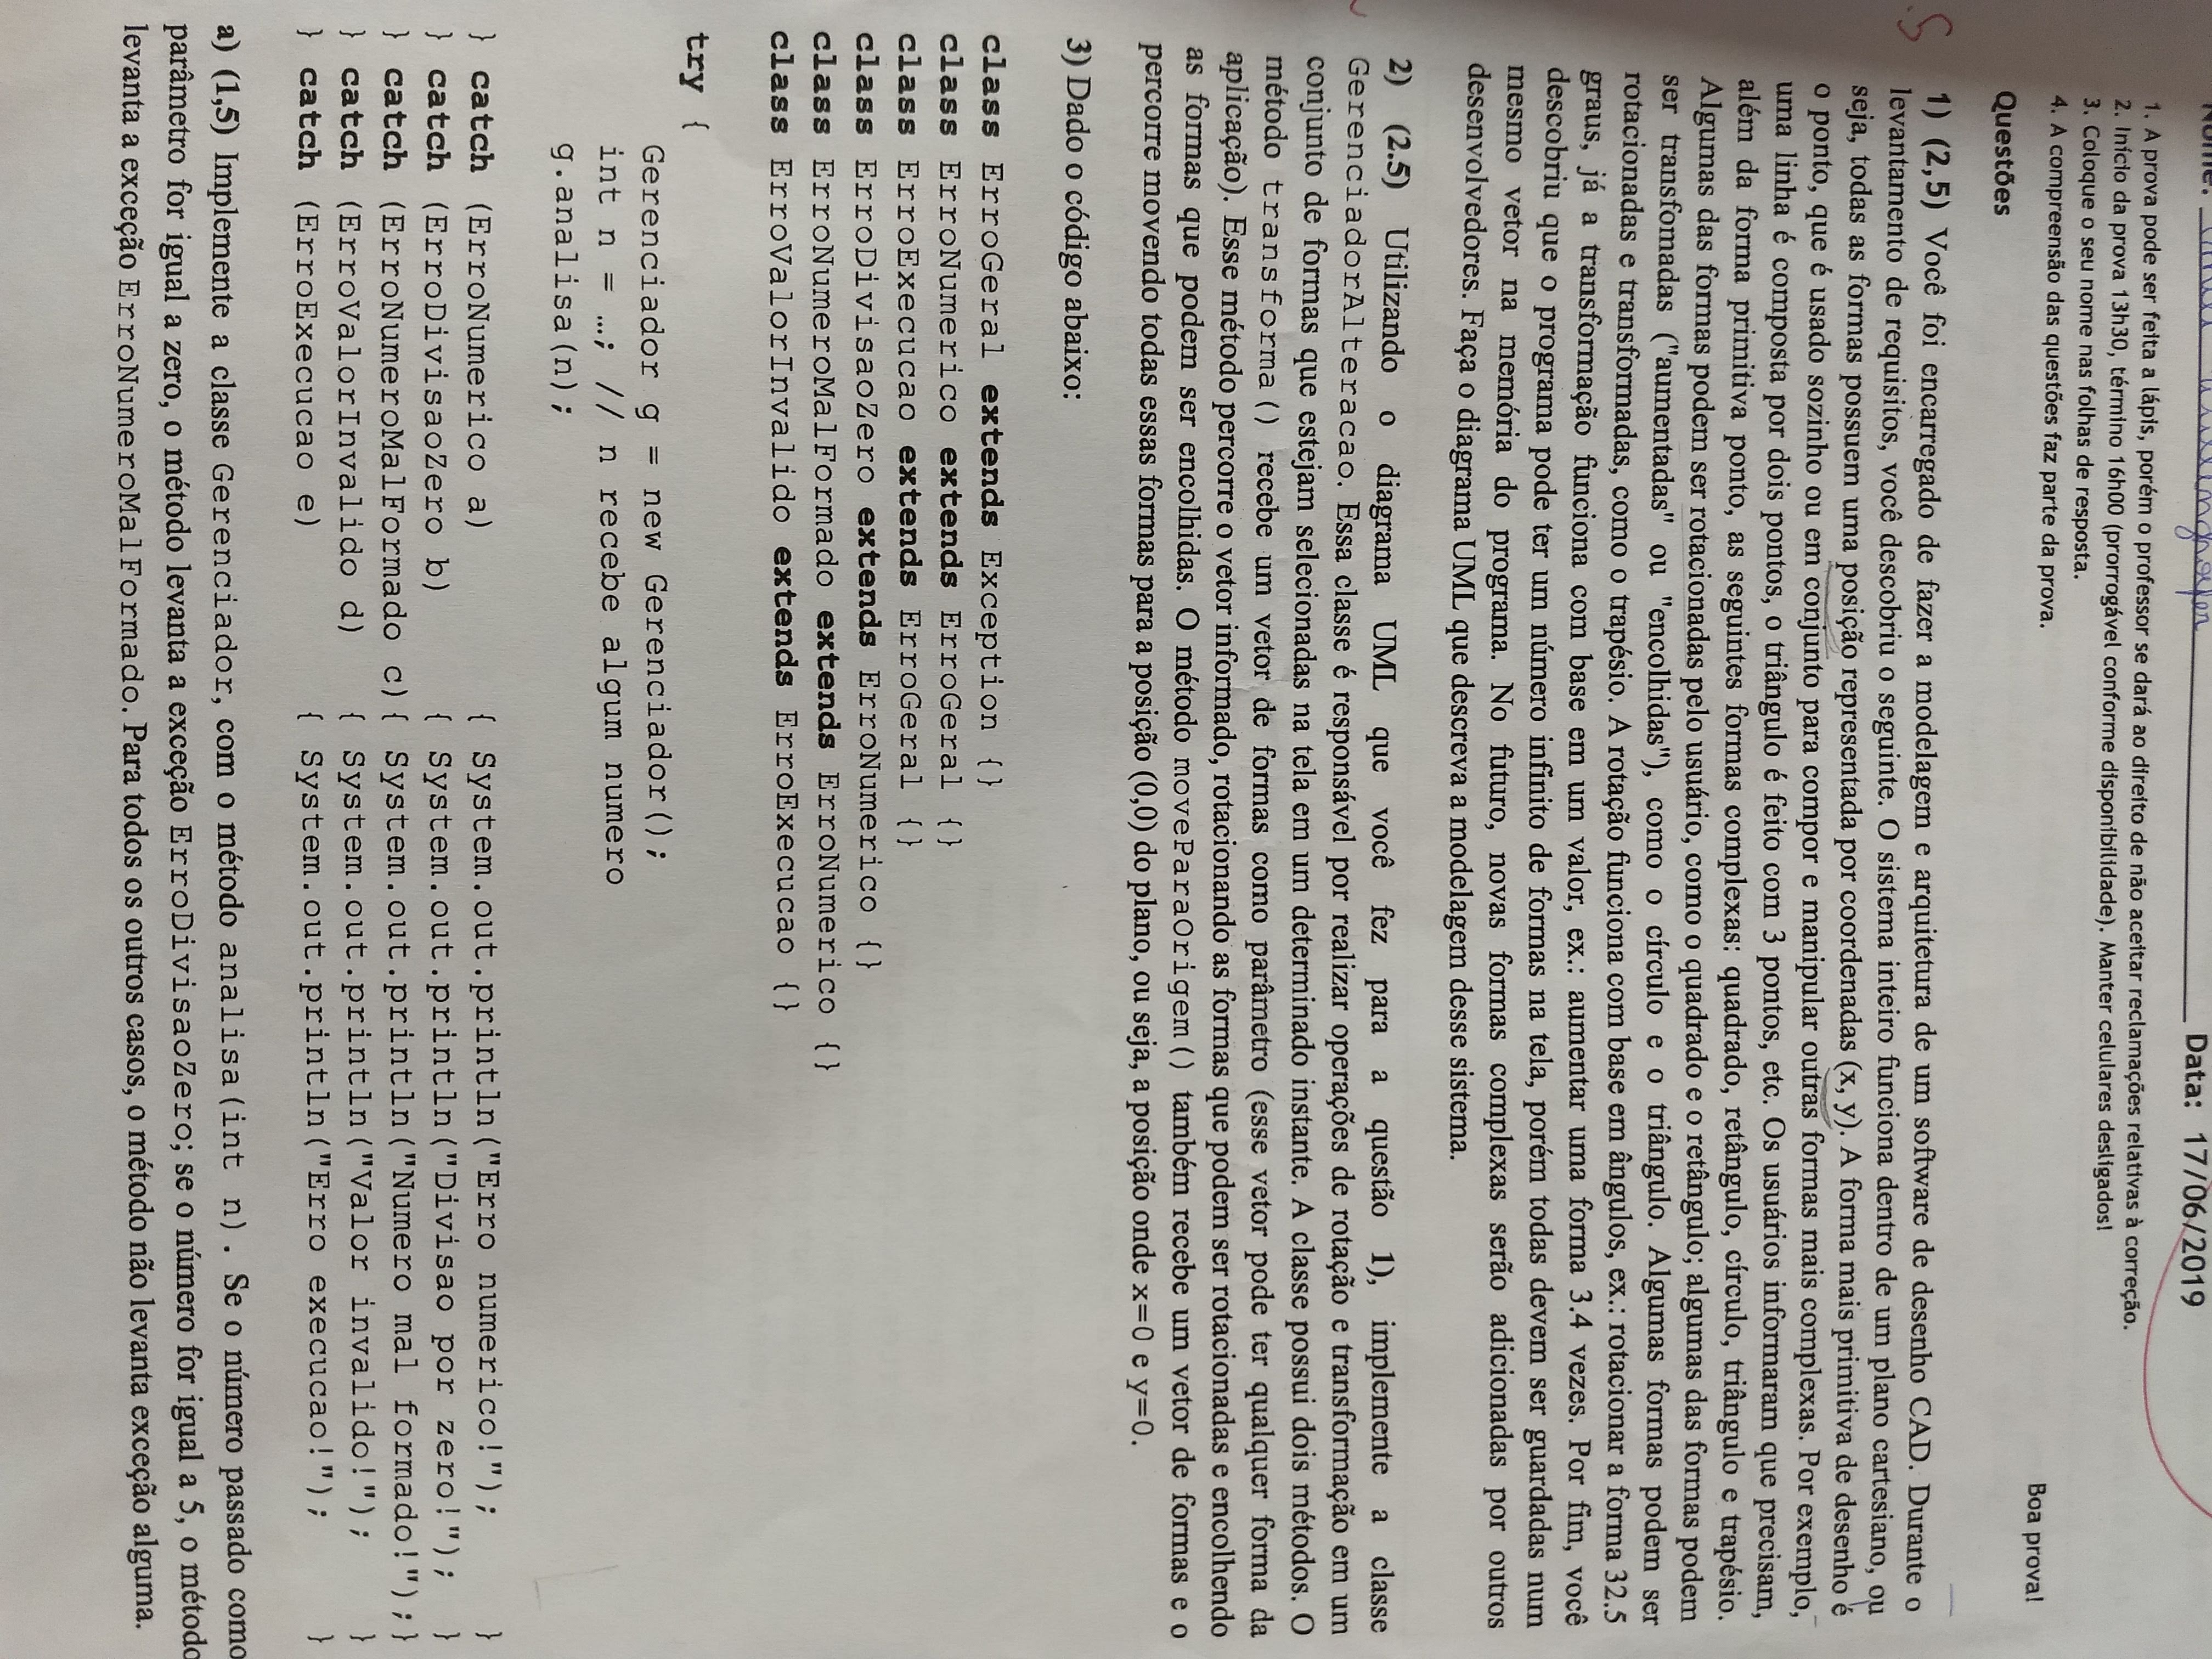 Nome: Data: 17/06/2019
1. A prova pode ser feita a lápis, porém o professor se dará ao direito de não aceitar reclamações relativas à correção.
2. Início da prova 13h30, término 16h00 (prorrogável conforme disponibilidade). Manter celulares desligados!
3. Coloque o seu nome nas folhas de resposta.
4. A compreensão das questões faz parte da prova.
Boa prova!
Questões
1) (2,5) Você foi encarregado de fazer a modelagem e arquitetura de um software de desenho CAD. Durante o
levantamento de requisitos, você descobriu o seguinte. O sistema inteiro funciona dentro de um plano cartesiano, ou
seja, todas as formas possuem uma posição representada por coordenadas (x, y). A forma mais primitiva de desenho é
o ponto, que é usado sozinho ou em conjunto para compor e manipular outras formas mais complexas. Por exemplo,
uma linha é composta por dois pontos, o triângulo é feito com 3 pontos, etc. Os usuários informaram que precisam,
além da forma primitiva ponto, as seguintes formas complexas: quadrado, retângulo, círculo, triângulo e trapésio.
Algumas das formas podem ser rotacionadas pelo usuário, como o quadrado e o retângulo; algumas das formas podem
ser transfomadas ("aumentadas" ou "encolhidas"), como o círculo e o triângulo. Algumas formas podem ser
rotacionadas e transformadas, como o trapésio. A rotação funciona com base em ângulos, ex.: rotacionar a forma 32.5
graus, já a transformação funciona com base em um valor, ex.: aumentar uma forma 3.4 vezes. Por fim, você
descobriu que o programa pode ter um número infinito de formas na tela, porém todas devem ser guardadas num
mesmo vetor na memória do programa. No futuro, novas formas complexas serão adicionadas por outros
desenvolvedores. Faça o diagrama UML que descreva a modelagem desse sistema.
2) (2.5) Utilizando o diagrama UML que você fez para a questão 1), implemente a classe
GerenciadorAlteracao. Essa classe é responsável por realizar operações de rotação e transformação em um
conjunto de formas que estejam selecionadas na tela em um determinado instante. A classe possui dois métodos. O
método transforma() recebe um vetor de formas como parâmetro (esse vetor pode ter qualquer forma da
aplicação). Esse método percorre o vetor informado, rotacionando as formas que podem ser rotacionadas e encolhendo
as formas que podem ser encolhidas. O método moveParaOrigem() também recebe um vetor de formas e o
percorre movendo todas essas formas para a posição (0,0) do plano, ou seja, a posição onde x=0 e y=0.
3) Dado o código abaixo:
class ErroGeral extends Exception {}
class ErroNumerico extends ErroGeral {}
class ErroExecucao extends ErroGeral {}
class ErroDivisaoZero extends ErroNumerico {}
class ErroNumeroMalFormado extends ErroNumerico {}
class ErroValorInvalido extends ErroExecucao {}
try {
Gerenciador g = new Gerenciador();
int n = …; // n recebe algum numero
g.analisa(n);
} catch (ErroNumerico a) { System.out.println("Erro numerico!"); }
} catch (ErroDivisaoZero b) { System.out.println("Divisao por zero!"); }
} catch (ErroNumeroMalFormado c){ System.out.println("Numero mal formado!");}
} catch (ErroValorInvalido d) { System.out.println("Valor invalido!"); }
} catch (ErroExecucao e) { System.out.println("Erro execucao!"); }
a) (1,5) Implemente a classe Gerenciador, com o método analisa(int n). Se o número passado como
parâmetro for igual a zero, o método levanta a exceção ErroDivisaoZero; se o número for igual a 5, o método
levanta a exceção ErroNumeroMalFormado. Para todos os outros casos, o método não levanta exceção alguma.